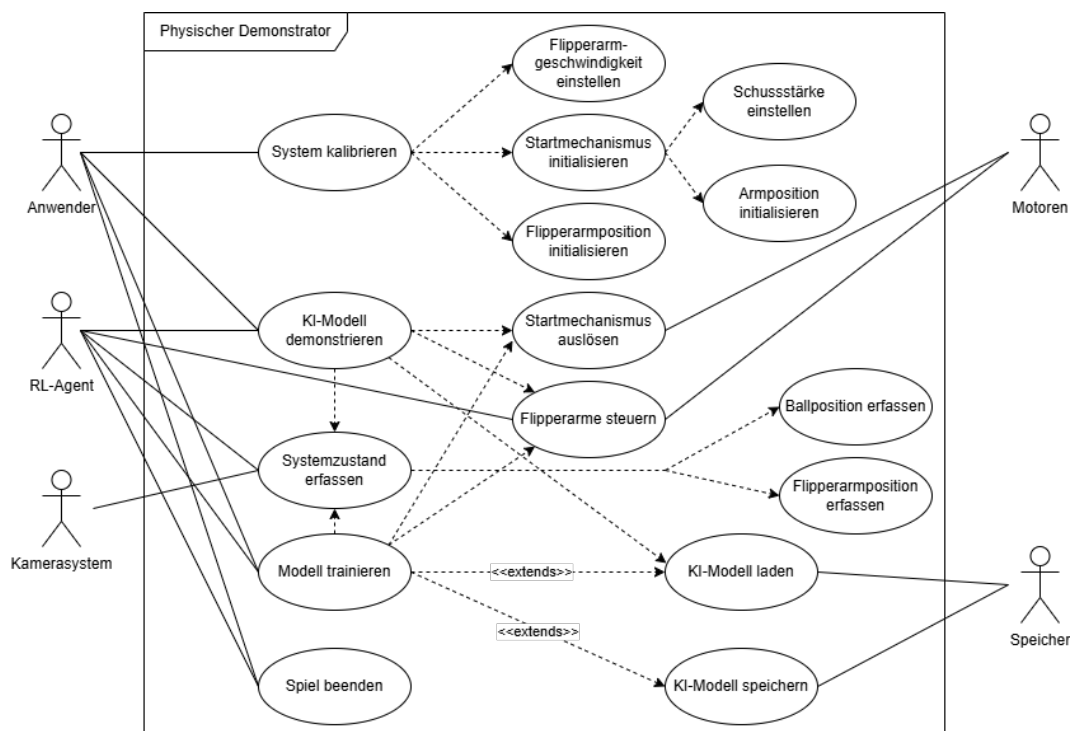 Physischer Demonstrator
Flipperarm-
geschwindigkeit
einstellen
Schussstärke
einstellen
System kalibrieren
Startmechanismus
initialisieren
Anwender
Armposition
initialisieren
Motoren
Flipperarmposition
initialisieren
KI-Modell
demonstrieren
Startmechanismus
auslösen
RL-Agent
Flipperarme steuern
Ballposition erfassen
Systemzustand
erfassen
Flipperarmposition
erfassen
Kamerasystem
Modell trainieren
<<extends>>
KI-Modell laden
<<extends>>
Speicher
Spiel beenden
KI-Modell speichern